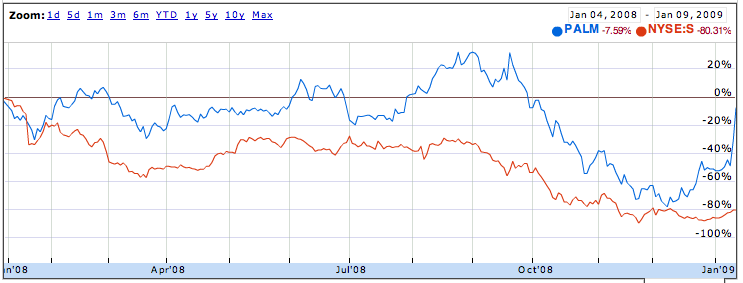 Zoom: 1d 5d 1m 3m 6m YTD 1y 5y 10y Max
Jan 04, 2008 - Jan 09, 2009
PALM -7.59% NYSE:S -80.31%
20%
0%
-20%
-40%
-60%
-80%
-100%
an'08 Apr'08 Jul'08 Oct'08 Jan'09